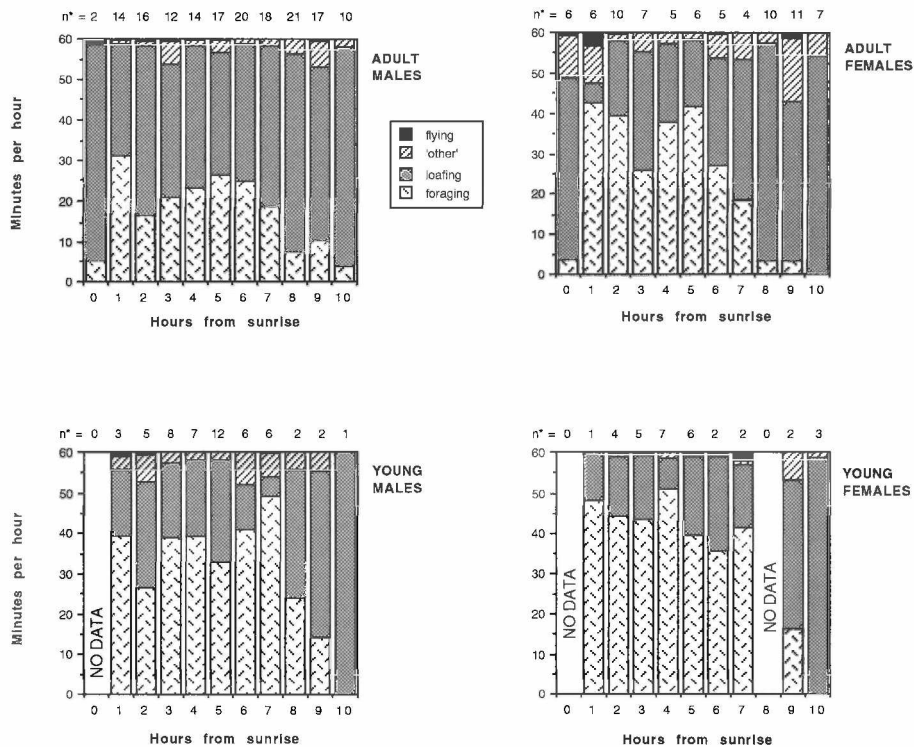 n* = 2 14 16 12 14 17 20 18 21 17 10
60
50
40
30
20
10
0
Minutes per hour
0 1 2 3 4 5 6 7 8 9 10
Hours from sunrise
ADULT
MALES
flying
'other'
loafing
foraging
n* = 6 6 10 7 5 6 5 4 10 11 7
60
50
40
30
20
10
0
0 1 2 3 4 5 6 7 8 9 10
Hours from sunrise
ADULT
FEMALES
n* = 0 3 5 8 7 12 6 6 2 2 1
60
50
40
30
20
10
0
Minutes per hour
NO DATA
0 1 2 3 4 5 6 7 8 9 10
Hours from sunrise
YOUNG
MALES
n* = 0 1 4 5 7 6 2 2 0 2 3
60
50
40
30
20
10
0
NO DATA
NO DATA
0 1 2 3 4 5 6 7 8 9 10
Hours from sunrise
YOUNG
FEMALES